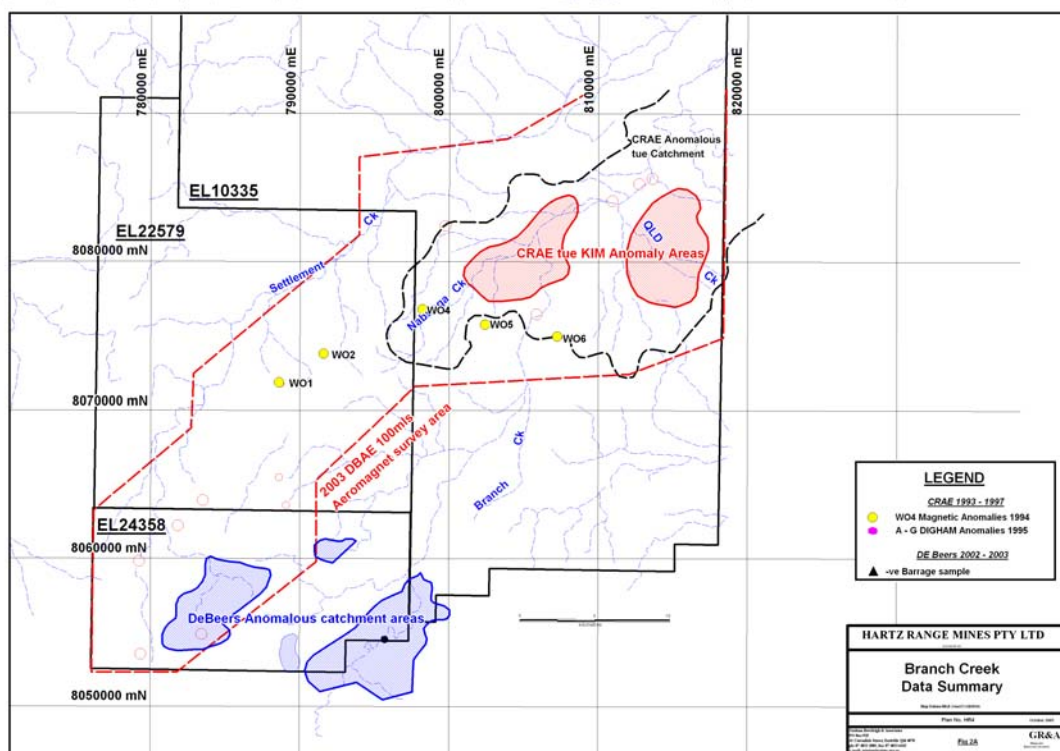 780000 mE
790000 mE
800000 mE
810000 mE
820000 mE
CRAE Anomalous
tue Catchment
EL10335
EL22579
8080000 mN
Ck
Settlement
QLD
CRAE tue KIM Anomaly Areas
Ck
Ck
WO4
WO5
WO6
WO2
WO1
8070000 mN
2003 DBAE 100mls
Aeromagnet survey area
Ck
Branch
EL24358
8060000 mN
DeBeers Anomalous catchment areas
8050000 mN
LEGEND
CRAE 1993 - 1997
WO4 Magnetic Anomalies 1994
A - G DIGHAM Anomalies 1995
DE Beers 2002 - 2003
-ve Barrage sample
HARTZ RANGE MINES PTY LTD
Branch Creek
Data Summary
Fig 2A
GR&A